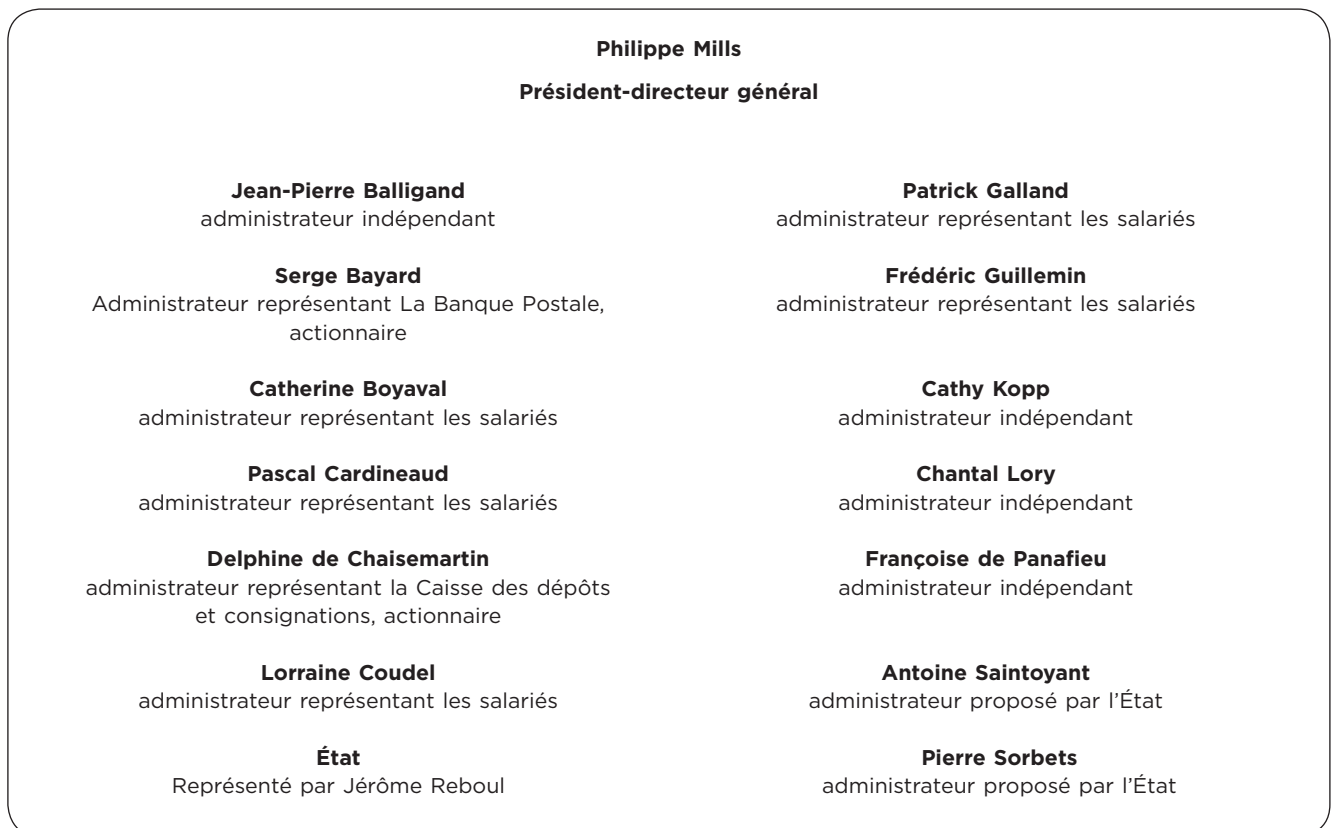 Philippe Mills
Président-directeur général
Jean-Pierre Balligand
administrateur indépendant
Serge Bayard
Administrateur représentant La Banque Postale,
actionnaire
Catherine Boyaval
administrateur représentant les salariés
Pascal Cardineaud
administrateur représentant les salariés
Delphine de Chaisemartin
administrateur représentant la Caisse des dépôts
et consignations, actionnaire
Lorraine Coudel
administrateur représentant les salariés
État
Représenté par Jérôme Reboul
Patrick Galland
administrateur représentant les salariés
Frédéric Guillemin
administrateur représentant les salariés
Cathy Kopp
administrateur indépendant
Chantal Lory
administrateur indépendant
Françoise de Panafieu
administrateur indépendant
Antoine Saintoyant
administrateur proposé par l’État
Pierre Sorbets
administrateur proposé par l’État